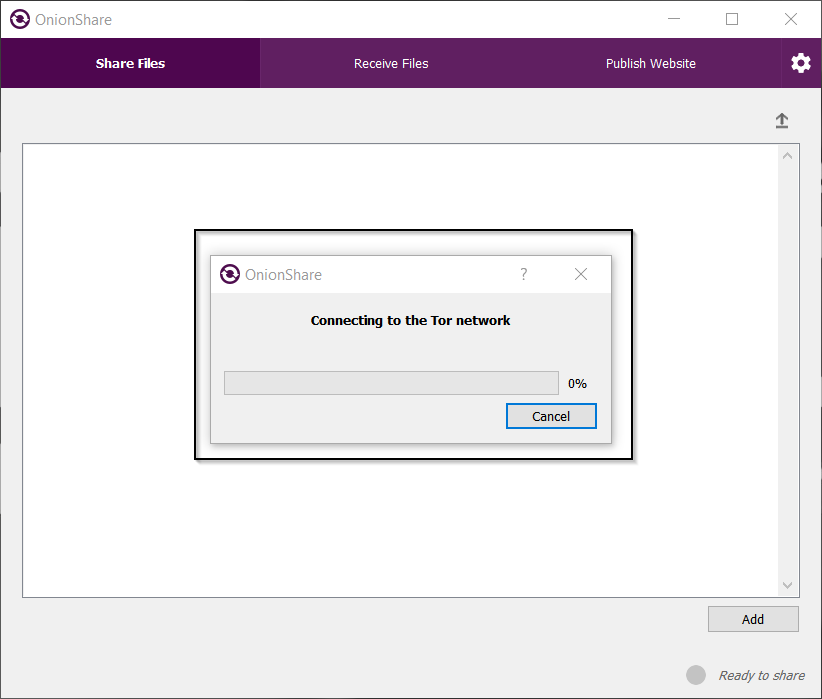 OnionShare
Share Files
Receive Files
Publish Website
OnionShare
?
Connecting to the Tor network
0%
Cancel
Add
Ready to share